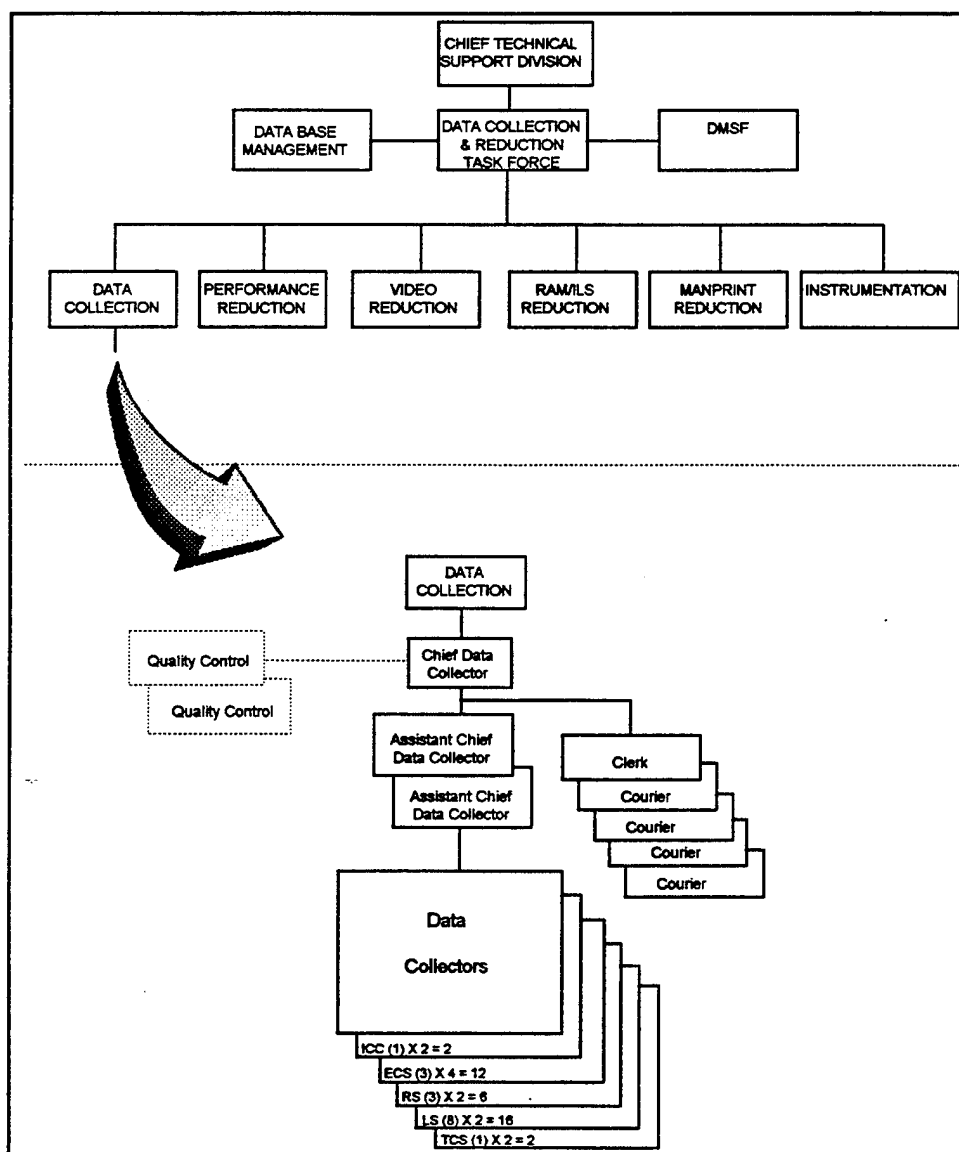 CHIEF TECHNICAL
SUPPORT DIVISION
DATA BASE
MANAGEMENT
DATA COLLECTION
& REDUCTION
TASK FORCE
DMSF
DATA
COLLECTION
PERFORMANCE
REDUCTION
VIDEO
REDUCTION
RAM/ILS
REDUCTION
MANPRINT
REDUCTION
INSTRUMENTATION
DATA
COLLECTION
Chief Data
Collector
Quality Control
Quality Control
Assistant Chief
Data Collector
Assistant Chief
Data Collector
Clerk
Courier
Courier
Courier
Courier
Data
Collectors
ICC (1) X 2 = 2
ECS (3) X 4 = 12
RS (3) X 2 = 6
LS (8) X 2 = 16
TCS (1) X 2 = 2